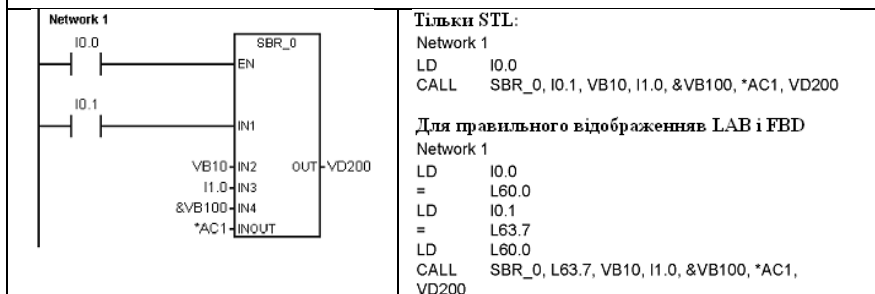 Network 1
I0.0
SBR_0
EN
I0.1
IN1
VB10 IN2 OUT VD200
I1.0 IN3
&VB100 IN4
*AC1 INOUT
Тільки STL:
Network 1
LD I0.0
CALL SBR_0, I0.1, VB10, I1.0, &VB100, *AC1, VD200
Для правильного відображенняв LAB і FBD
Network 1
LD I0.0
= L60.0
LD I0.1
= L63.7
LD L60.0
CALL SBR_0, L63.7, VB10, I1.0, &VB100, *AC1,
VD200